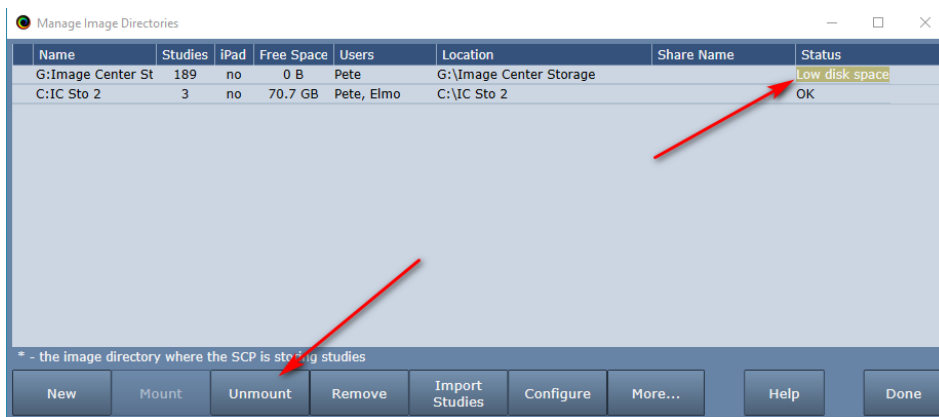 Manage Image Directories
Name Studies iPad Free Space Users Location Share Name Status
G:Image Center St 189 no 0 B Pete G:\Image Center Storage Low disk space
C:IC Sto 2 3 no 70.7 GB Pete, Elmo C:\IC Sto 2 OK
* - the image directory where the SCP is storing studies
New Mount Unmount Remove Import Studies Configure More... Help Done